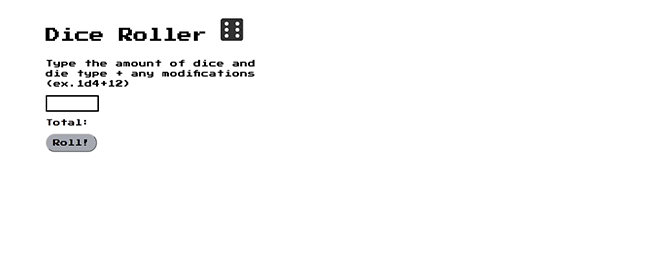 Dice Roller
Type the amount of dice and
die type + any modifications
(ex.1d4+12)
Total:
Roll!